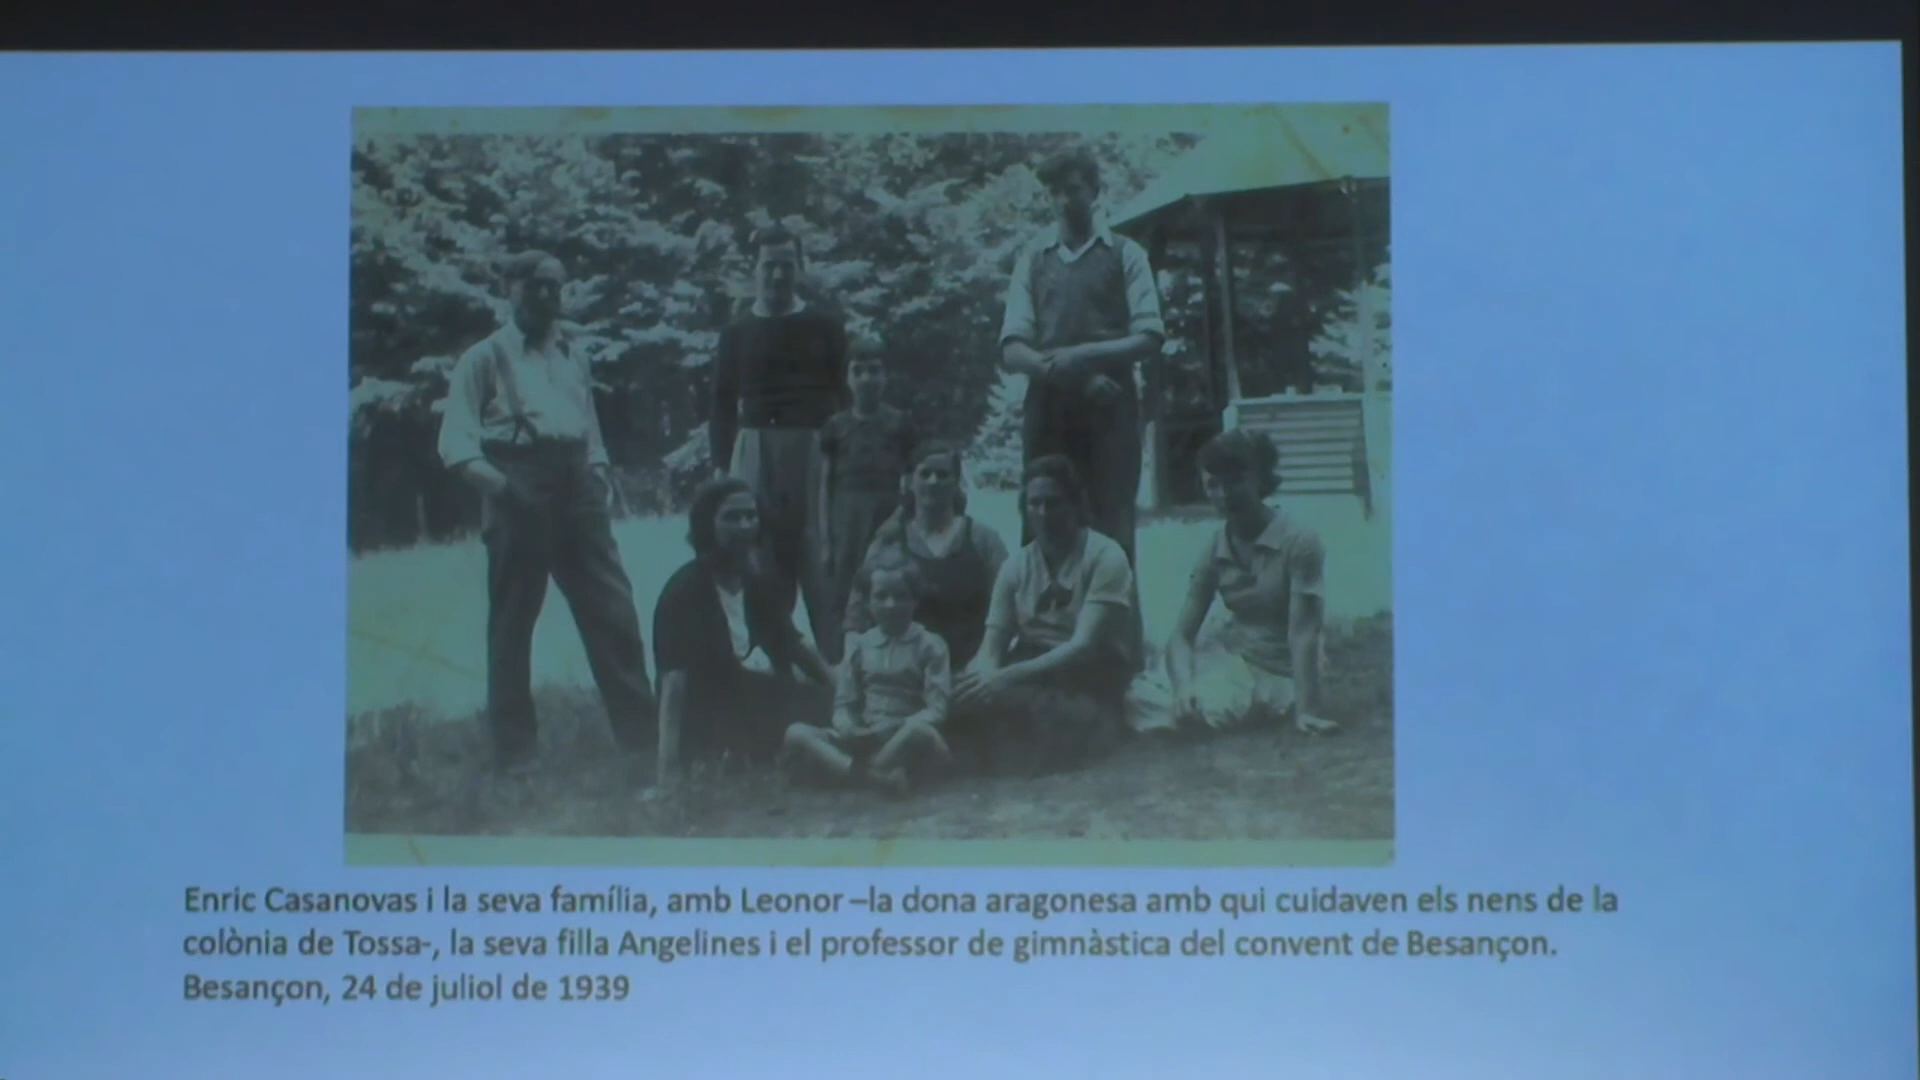 Enric Casanovas i la seva família, amb Leonor –la dona aragonesa amb qui cuidaven els nens de la
colònia de Tossa-, la seva filla Angelines i el professor de gimnàstica del convent de Besançon.
Besançon, 24 de juliol de 1939